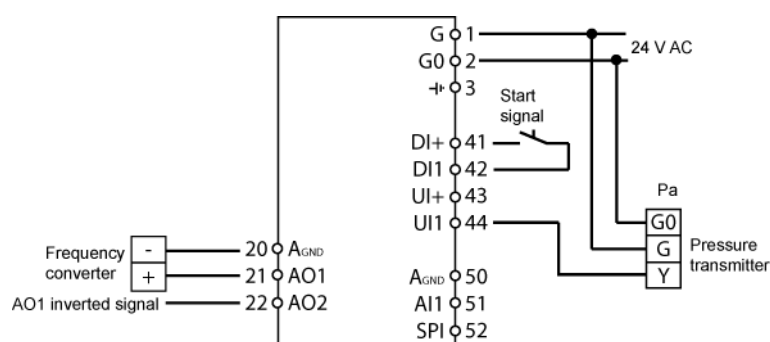 G 1
24 V AC
G0 2
3
Start
signal
DI+ 41
DI1 42
UI+ 43
UI1 44
Pa
G0
G
Y
Pressure
transmitter
Frequency
converter
-
+
20 AGND
21 AO1
AO1 inverted signal
22 AO2
AGND 50
AI1 51
SPI 52